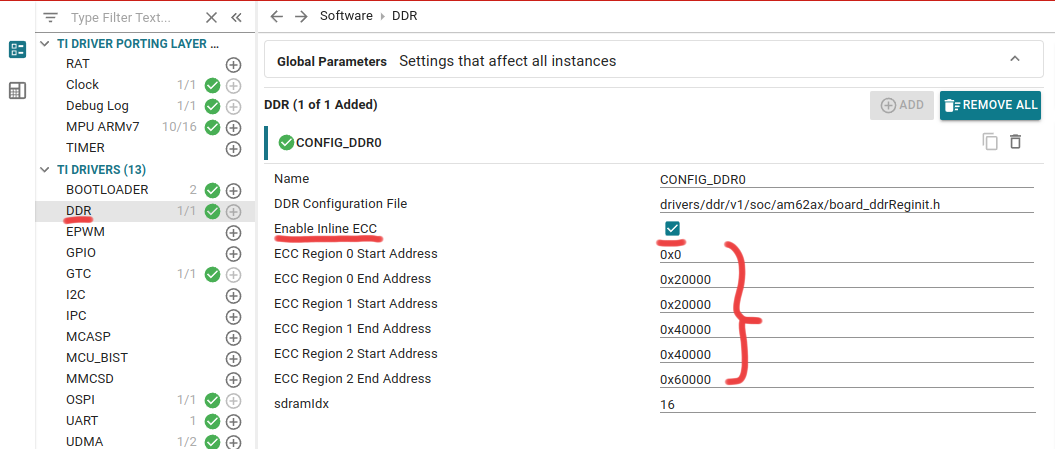 Type Filter Text...
Software › DDR
TI DRIVER PORTING LAYER ...
RAT
Clock 1/1
Debug Log 1/1
MPU ARMv7 10/16
TIMER
TI DRIVERS (13)
BOOTLOADER 2
DDR 1/1
EPWM
GPIO
GTC 1/1
I2C
IPC
MCASP
MCU_BIST
MMCSD
OSPI 1/1
UART 1
UDMA 1/2
Global Parameters Settings that affect all instances
DDR (1 of 1 Added)
ADD
REMOVE ALL
CONFIG_DDR0
Name CONFIG_DDR0
DDR Configuration File drivers/ddr/v1/soc/am62ax/board_ddrReginit.h
Enable Inline ECC
ECC Region 0 Start Address 0x0
ECC Region 0 End Address 0x20000
ECC Region 1 Start Address 0x20000
ECC Region 1 End Address 0x40000
ECC Region 2 Start Address 0x40000
ECC Region 2 End Address 0x60000
sdramIdx 16